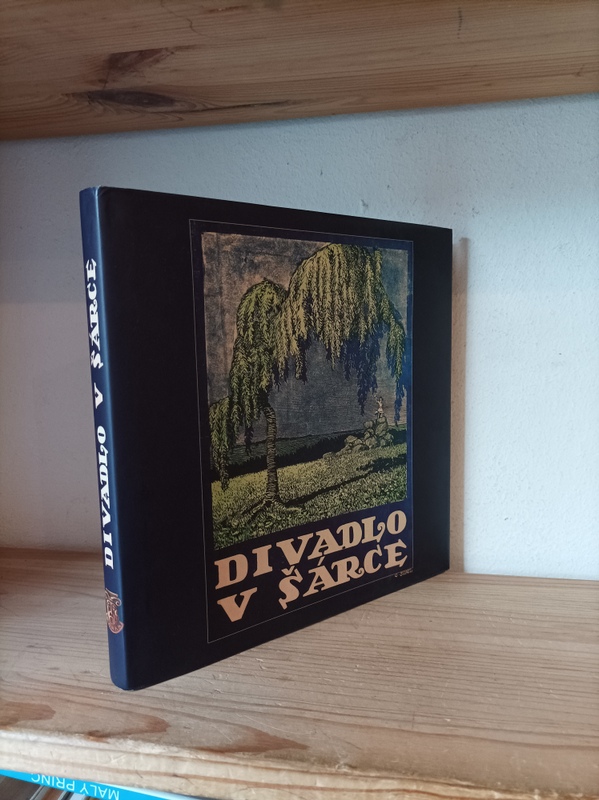 DIVADLO V ŠÁRCE
DIVADLO
V ŠÁRCE
MALÝ PRINC